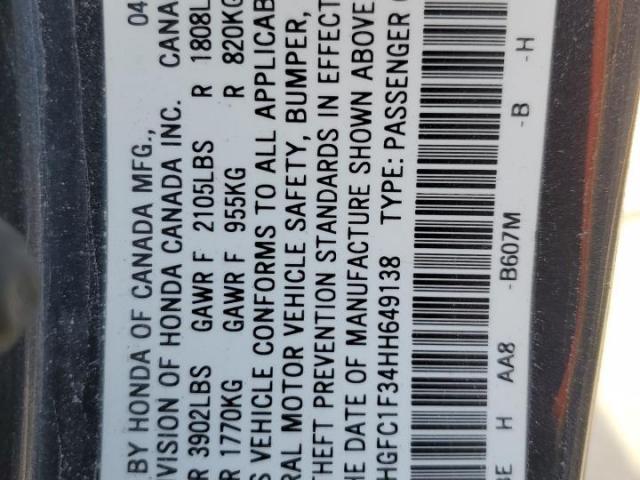 BY HONDA OF CANADA MFG., 04
VISION OF HONDA CANADA INC. CANA
R 3902LBS GAWR F 2105LBS R 1808L
R 1770KG GAWR F 955KG R 820KG
S VEHICLE CONFORMS TO ALL APPLICAB
RAL MOTOR VEHICLE SAFETY, BUMPER,
THEFT PREVENTION STANDARDS IN EFFECT
HE DATE OF MANUFACTURE SHOWN ABOVE
HGFC1F34HH649138 TYPE: PASSENGER
BE H AA8 -B607M -B -H